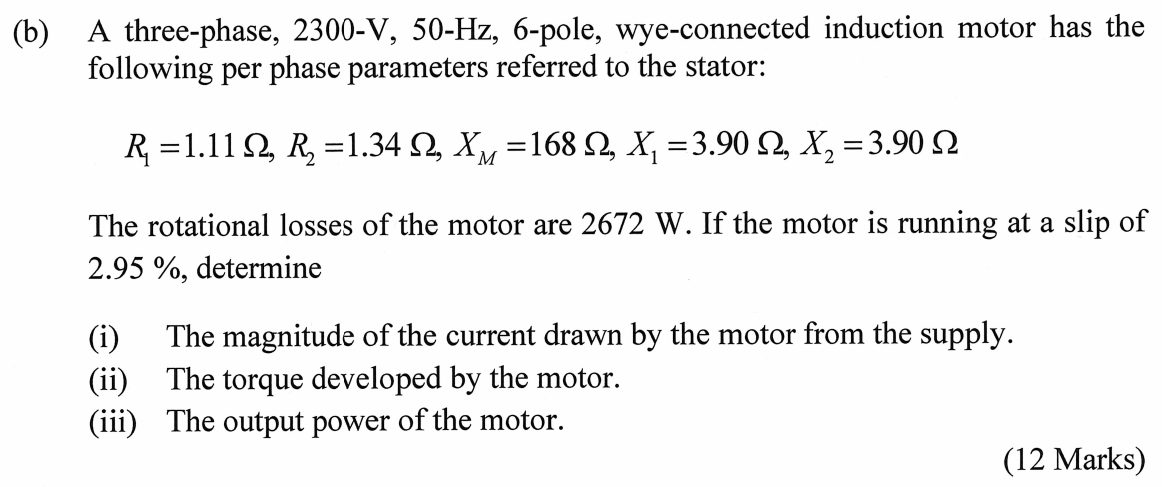 (b) A three-phase, 2300-V, 50-Hz, 6-pole, wye-connected induction motor has the
following per phase parameters referred to the stator:
R₁ =1.11 Ω, R₂ =1.34 Ω, X_M =168 Ω, X₁ =3.90 Ω, X₂ =3.90 Ω
The rotational losses of the motor are 2672 W. If the motor is running at a slip of
2.95 %, determine
(i) The magnitude of the current drawn by the motor from the supply.
(ii) The torque developed by the motor.
(iii) The output power of the motor.
(12 Marks)